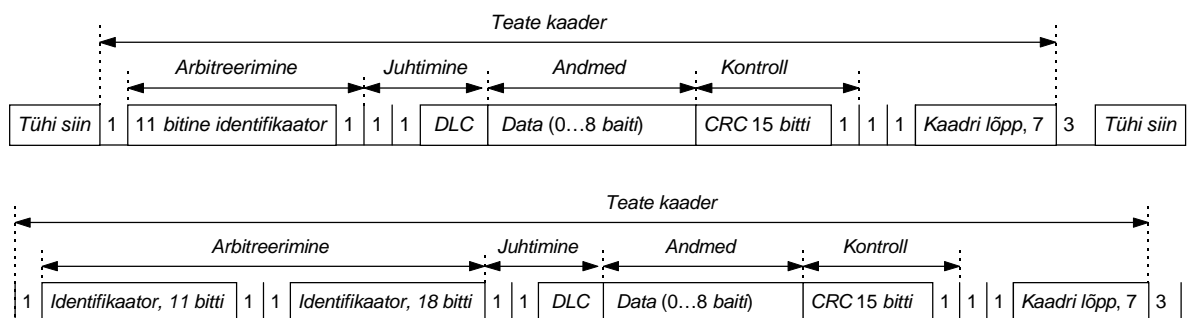 Teate kaader
Arbitreerimine Juhtimine Andmed Kontroll
Tühi siin 1 11 bitine identifikaator 1 1 1 DLC Data (0…8 baiti) CRC 15 bitti 1 1 1 Kaadri lõpp, 7 3 Tühi siin
Teate kaader
Arbitreerimine Juhtimine Andmed Kontroll
1 Identifikaator, 11 bitti 1 1 Identifikaator, 18 bitti 1 1 DLC Data (0…8 baiti) CRC 15 bitti 1 1 1 Kaadri lõpp, 7 3